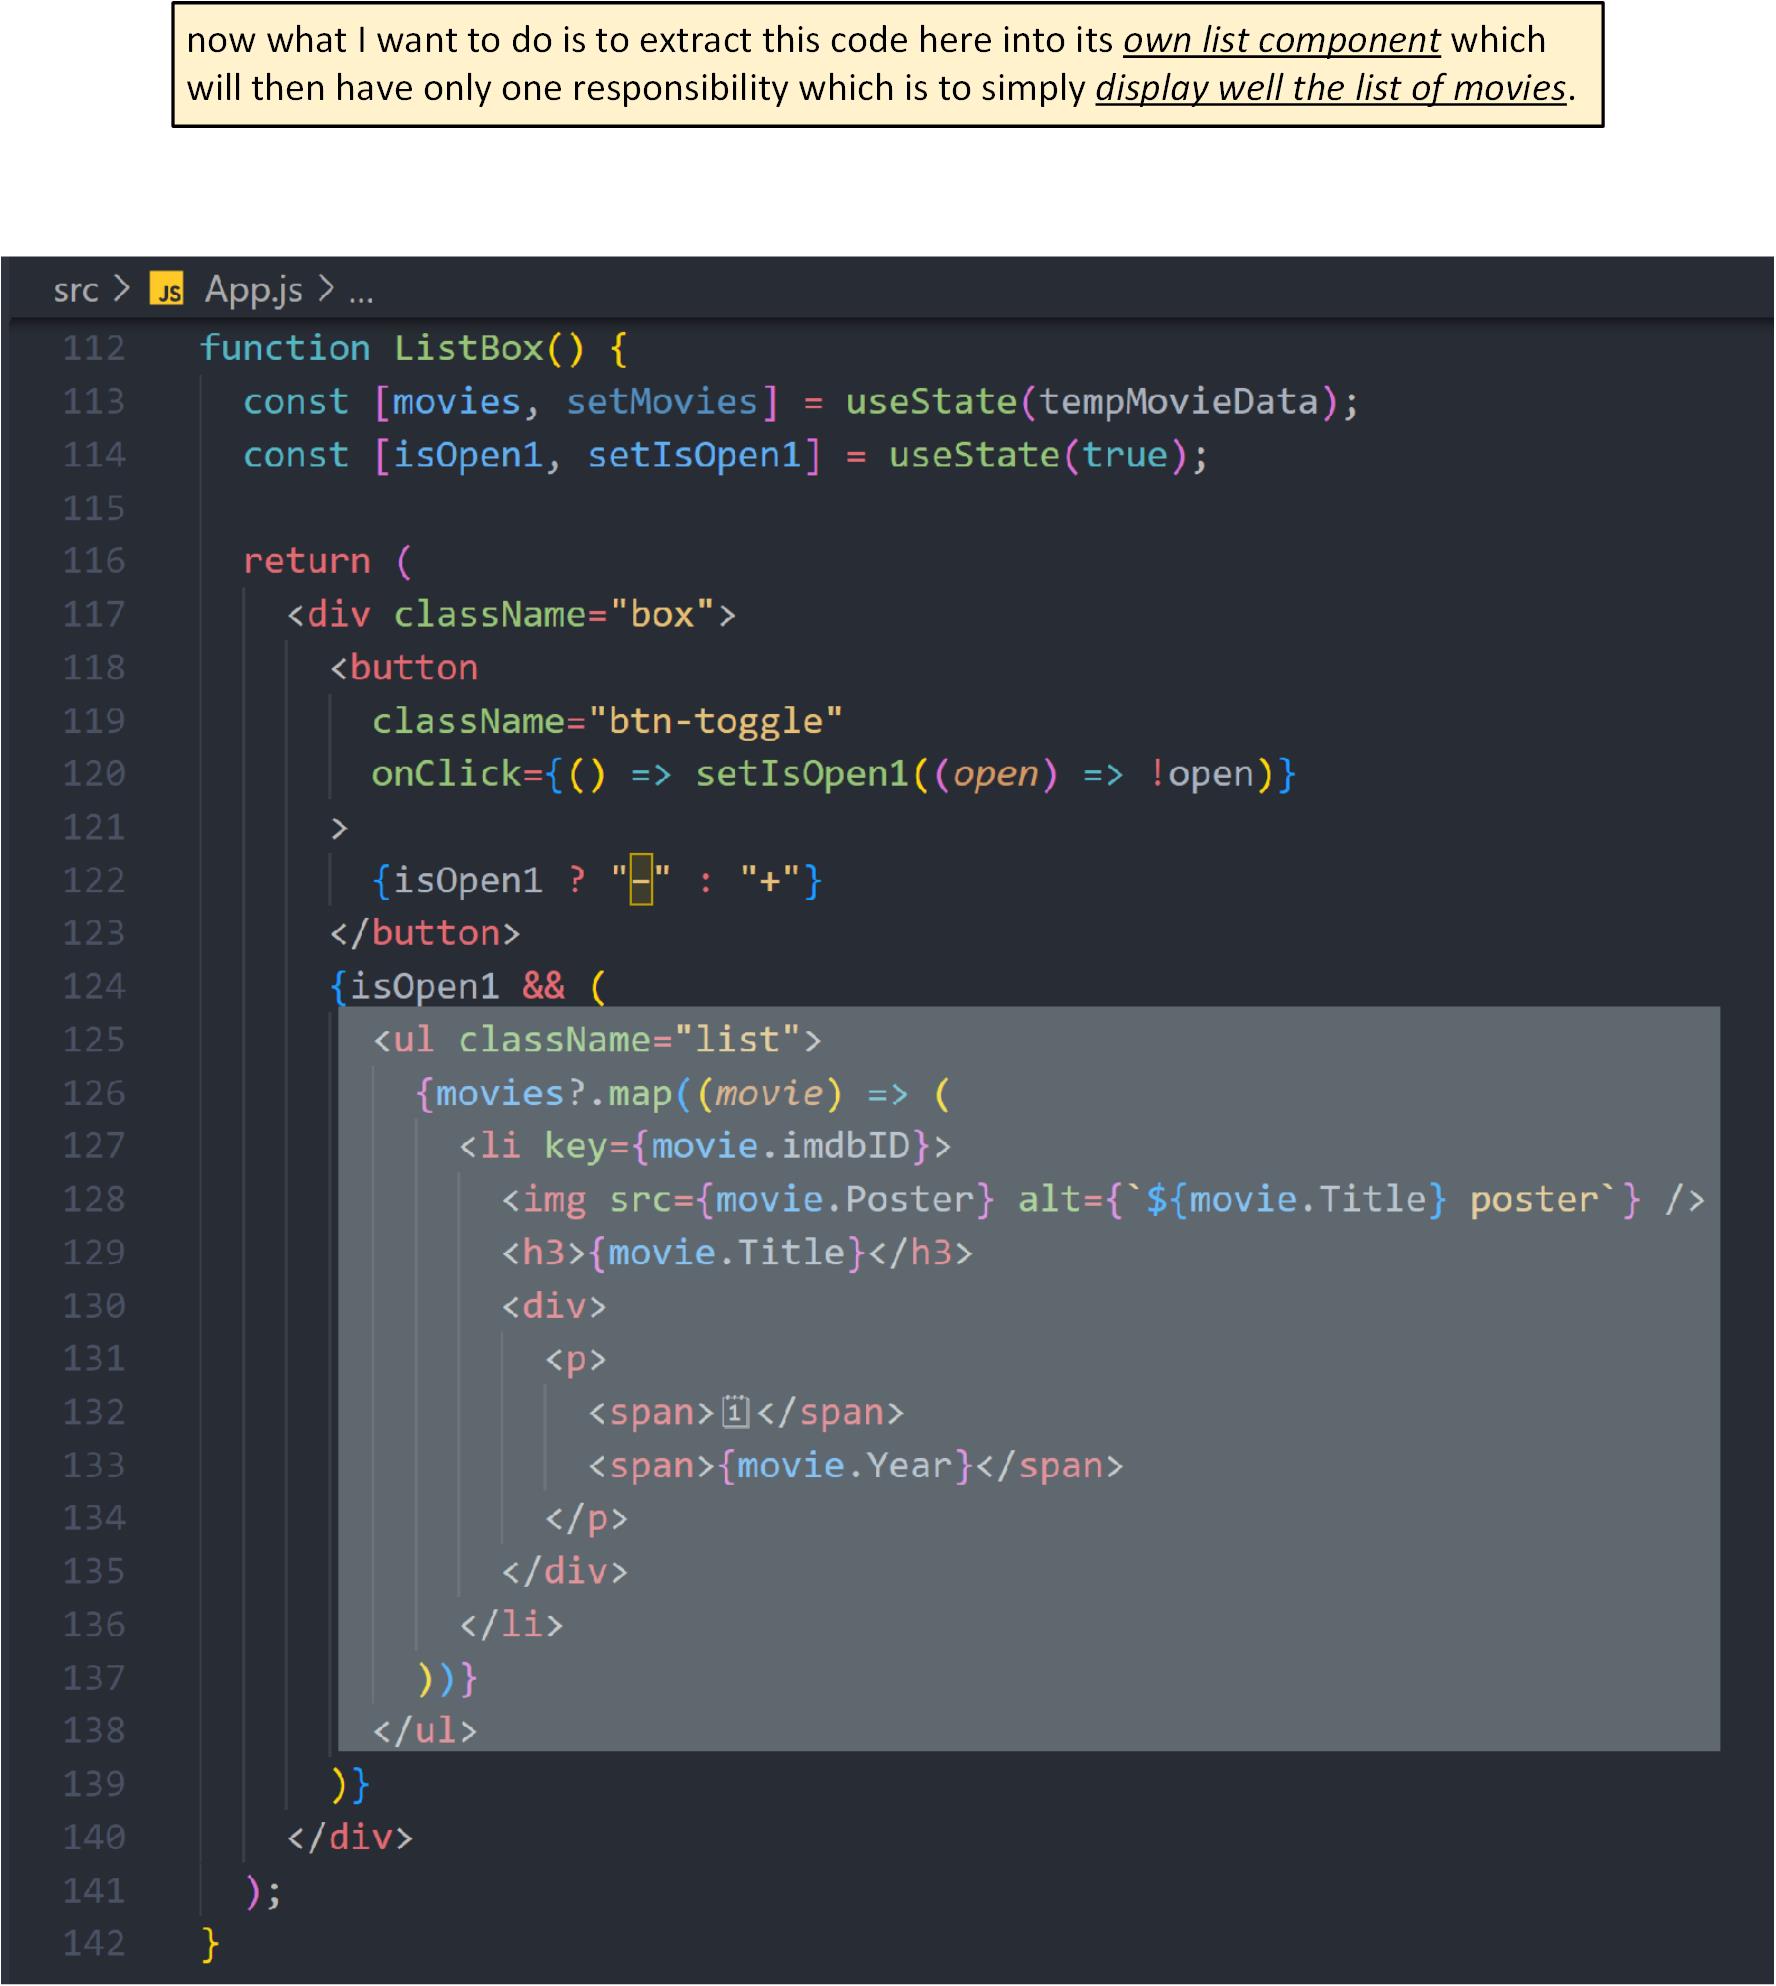 now what I want to do is to extract this code here into its own list component which
will then have only one responsibility which is to simply display well the list of movies.
src > JS App.js > ...
112 function ListBox() {
113 const [movies, setMovies] = useState(tempMovieData);
114 const [isOpen1, setIsOpen1] = useState(true);
115
116 return (
117 <div className="box">
118 <button
119 className="btn-toggle"
120 onClick={() => setIsOpen1((open) => !open)}
121 >
122 {isOpen1 ? "–" : "+"}
123 </button>
124 {isOpen1 && (
125 <ul className="list">
126 {movies?.map((movie) => (
127 <li key={movie.imdbID}>
128 <img src={movie.Poster} alt={`${movie.Title} poster`} />
129 <h3>{movie.Title}</h3>
130 <div>
131 <p>
132 <span>🗓</span>
133 <span>{movie.Year}</span>
134 </p>
135 </div>
136 </li>
137 ))}
138 </ul>
139 )}
140 </div>
141 );
142 }